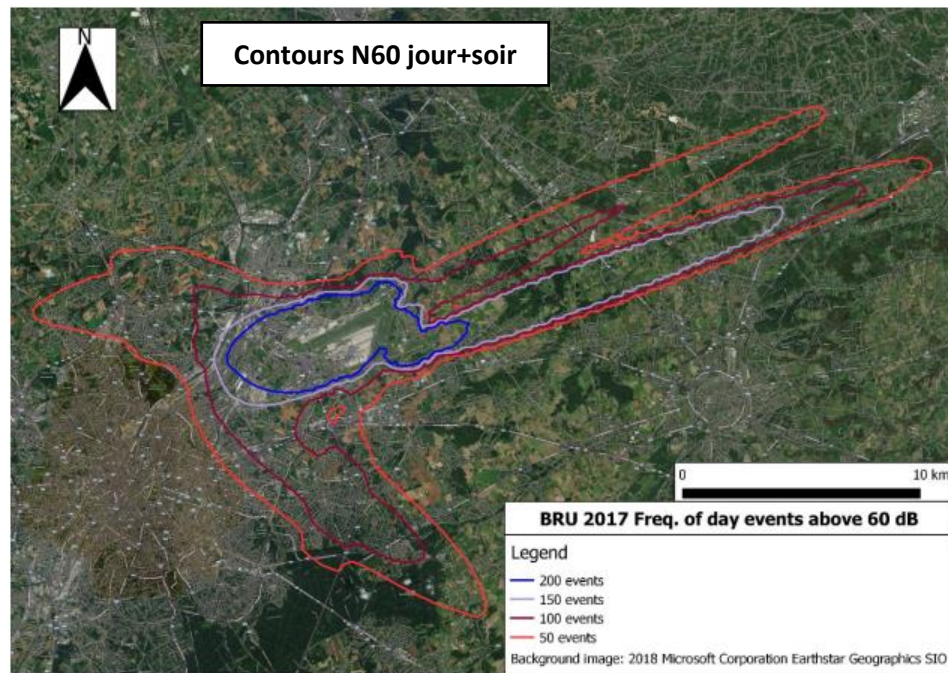 N
Contours N60 jour+soir
0 10 km
BRU 2017 Freq. of day events above 60 dB
Legend
200 events
150 events
100 events
50 events
Background image: 2018 Microsoft Corporation Earthstar Geographics SIO